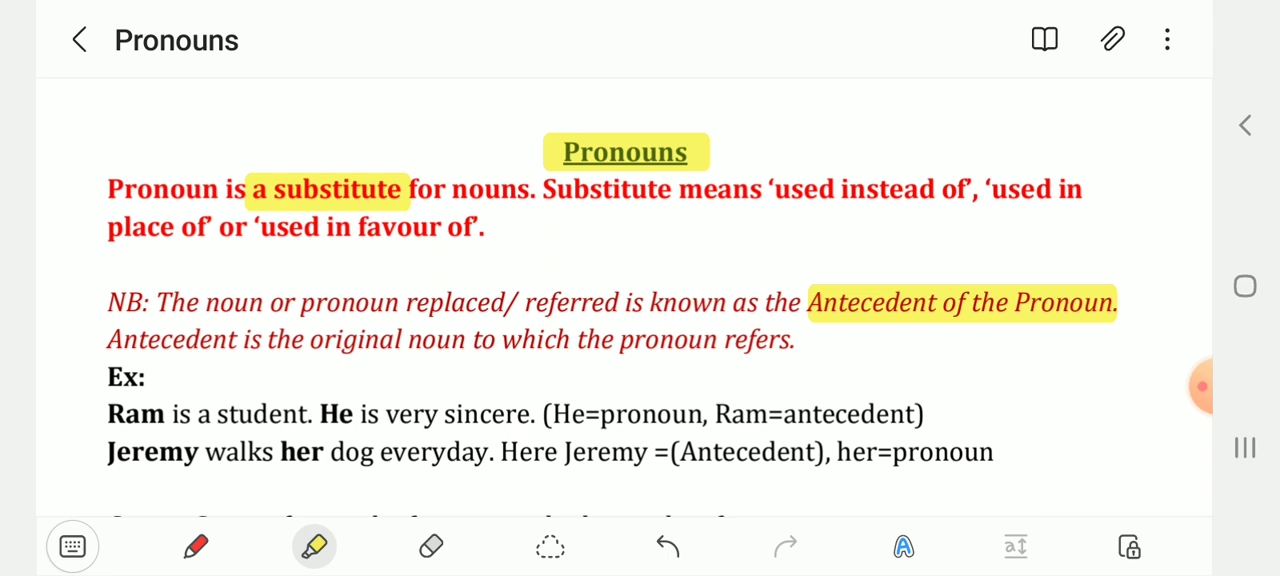 Pronouns
Pronouns
Pronoun is a substitute for nouns. Substitute means ‘used instead of’, ‘used in
place of’ or ‘used in favour of’.
NB: The noun or pronoun replaced/ referred is known as the Antecedent of the Pronoun.
Antecedent is the original noun to which the pronoun refers.
Ex:
Ram is a student. He is very sincere. (He=pronoun, Ram=antecedent)
Jeremy walks her dog everyday. Here Jeremy =(Antecedent), her=pronoun